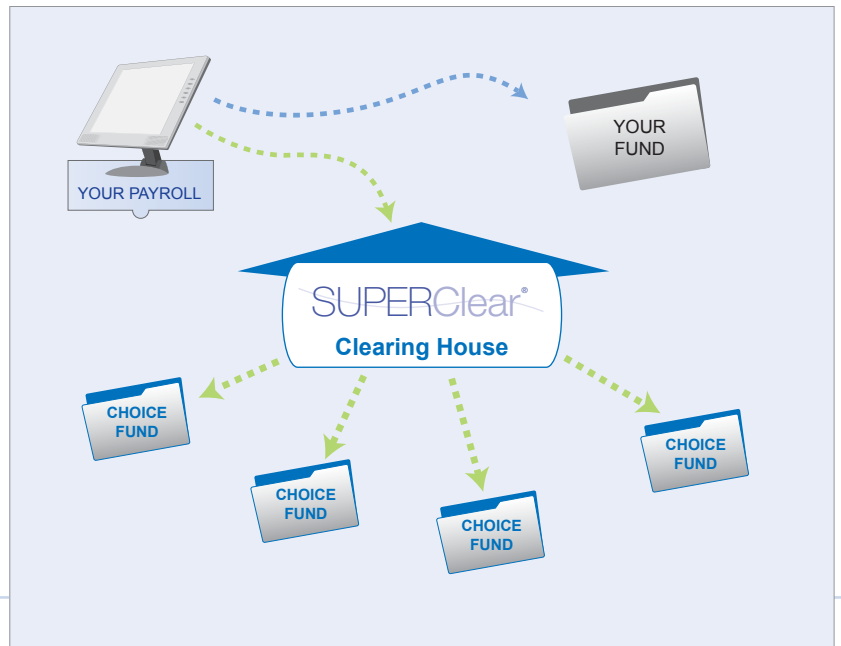 YOUR
FUND
YOUR PAYROLL
SUPERClear®
Clearing House
CHOICE
FUND
CHOICE
FUND
CHOICE
FUND
CHOICE
FUND